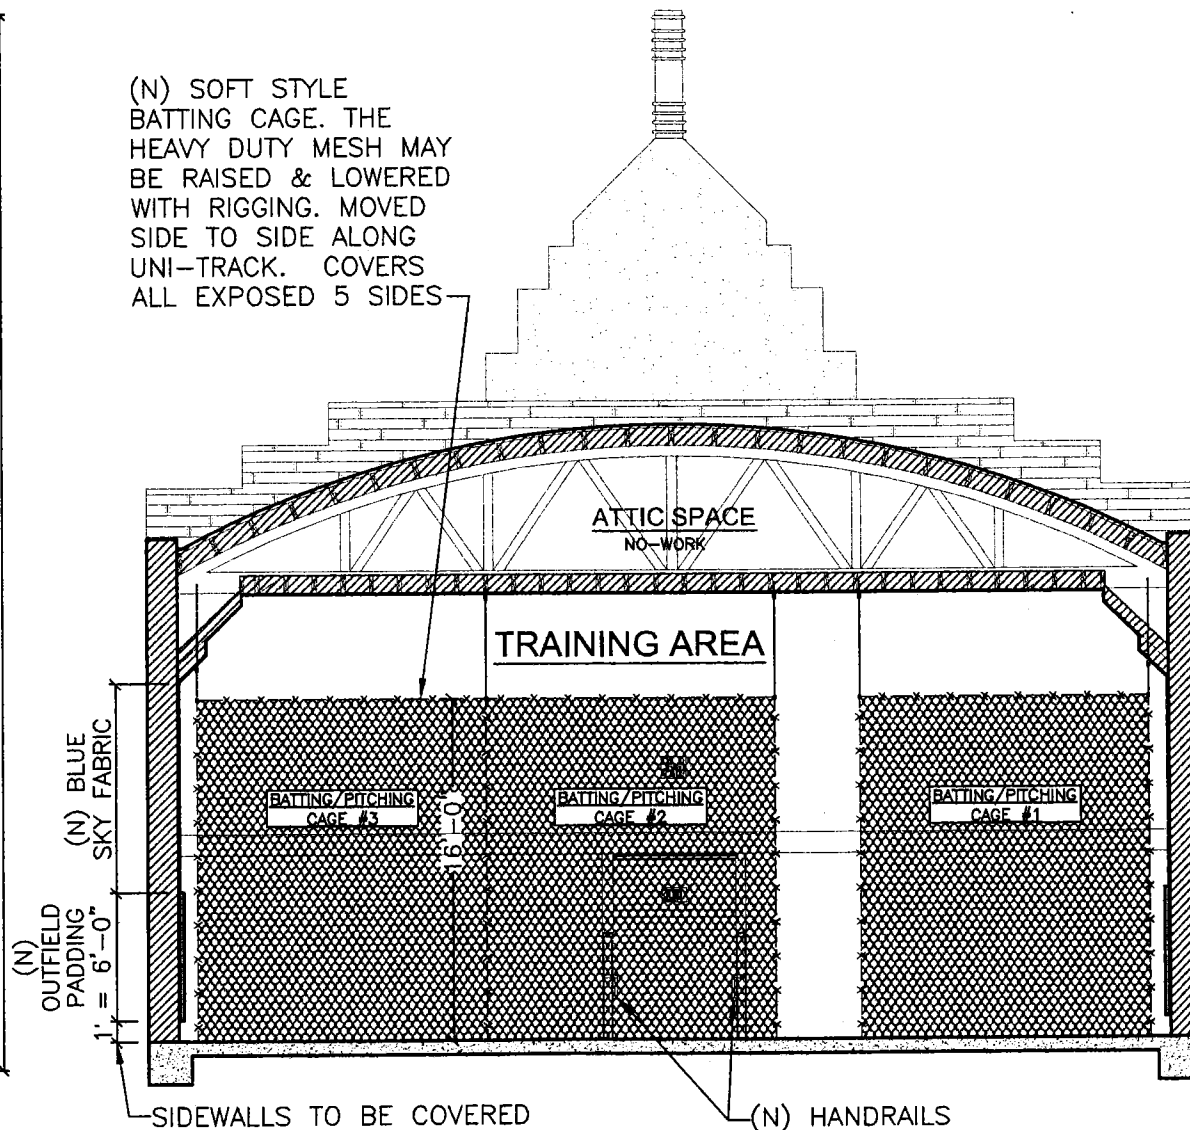 (N) SOFT STYLE
BATTING CAGE. THE
HEAVY DUTY MESH MAY
BE RAISED & LOWERED
WITH RIGGING. MOVED
SIDE TO SIDE ALONG
UNI-TRACK. COVERS
ALL EXPOSED 5 SIDES
ATTIC SPACE
NO-WORK
TRAINING AREA
(N) BLUE
SKY FABRIC
BATTING/PITCHING
CAGE #3
16'-0"
BATTING/PITCHING
CAGE #2
BATTING/PITCHING
CAGE #1
(N)
OUTFIELD
PADDING
1' = 6'-0"
SIDEWALLS TO BE COVERED
(N) HANDRAILS